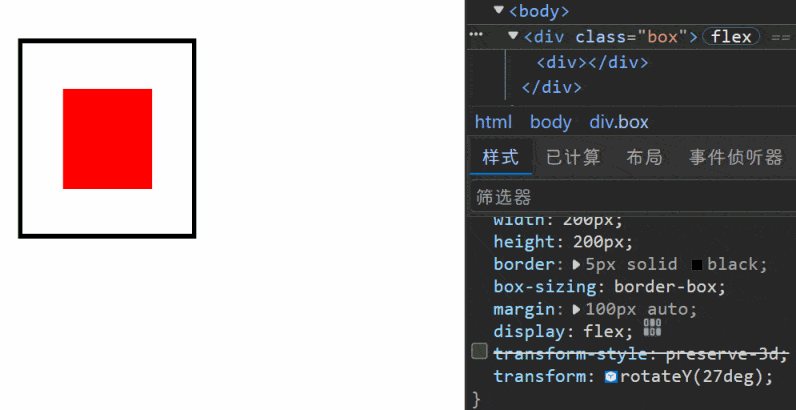 ▼<body>
··· ▼<div class="box"> flex ==
<div></div>
</div>
html body div.box
样式 已计算 布局 事件侦听器
筛选器
width: 200px;
height: 200px;
border: ▶ 5px solid black;
box-sizing: border-box;
margin: ▶ 100px auto;
display: flex;
transform-style: preserve-3d;
transform: rotateY(27deg);
}